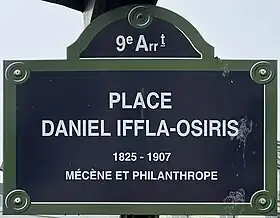 9e Arrt
PLACE
DANIEL IFFLA-OSIRIS
1825 - 1907
MÉCÈNE ET PHILANTHROPE